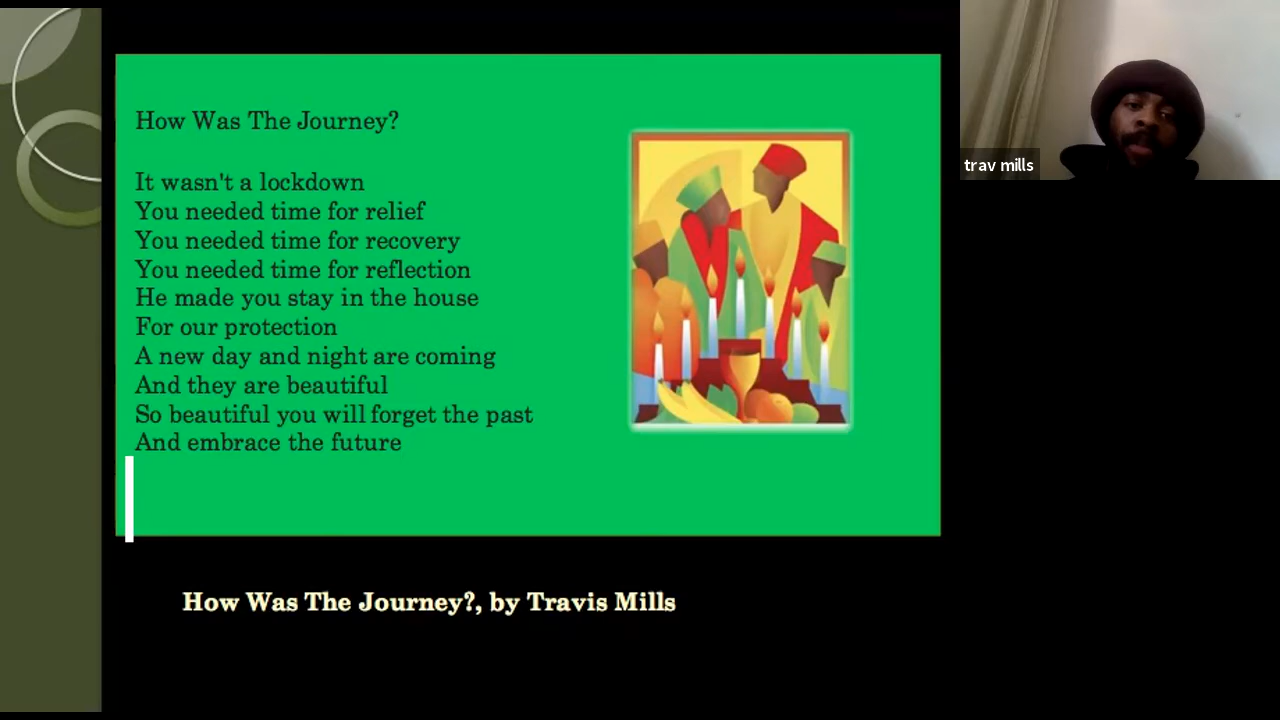 How Was The Journey?
It wasn't a lockdown
You needed time for relief
You needed time for recovery
You needed time for reflection
He made you stay in the house
For our protection
A new day and night are coming
And they are beautiful
So beautiful you will forget the past
And embrace the future
How Was The Journey?, by Travis Mills
trav mills